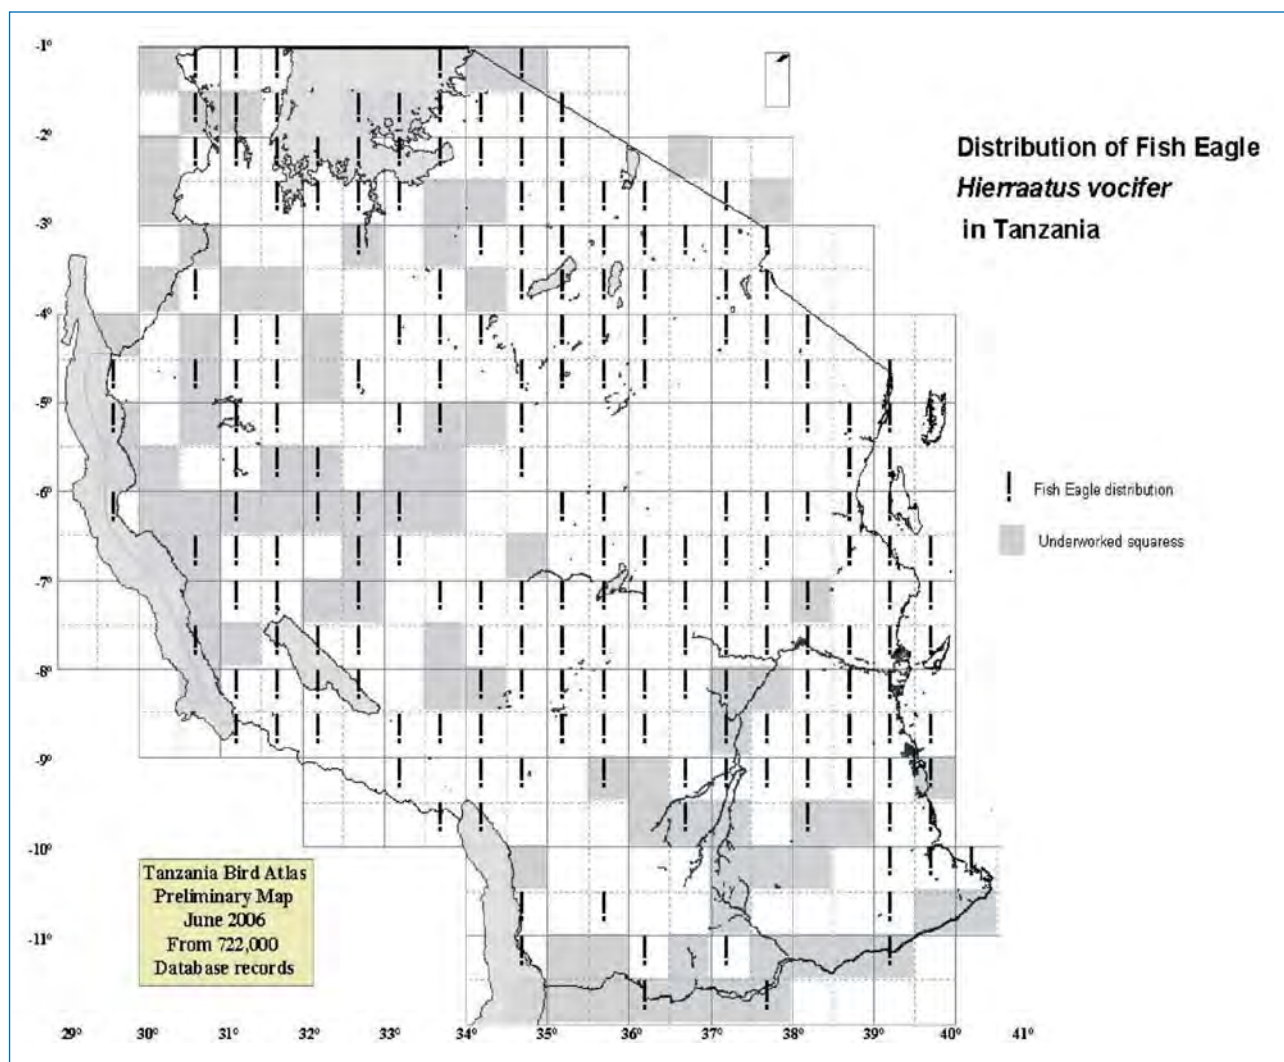 -1°
-2°
-3°
-4°
-5°
-6°
-7°
-8°
-9°
-10°
-11°
29° 30° 31° 32° 33° 34° 35° 36° 37° 38° 39° 40° 41°
Distribution of Fish Eagle
Hierraatus vocifer
in Tanzania
Fish Eagle distribution
Underworked squaress
Tanzania Bird Atlas
Preliminary Map
June 2006
From 722,000
Database records